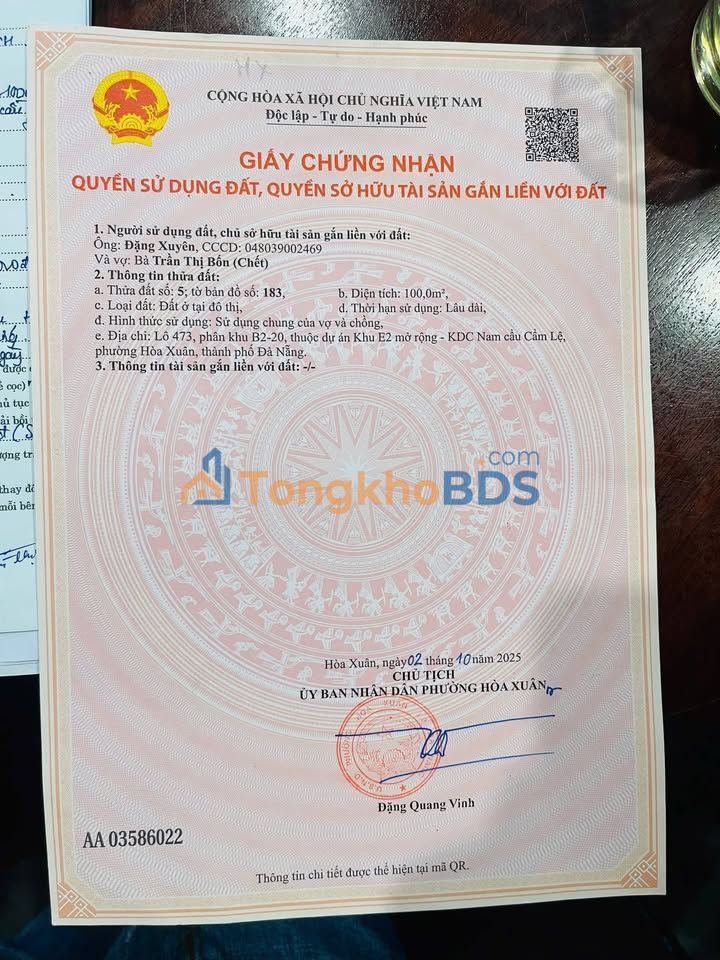 CỘNG HÒA XÃ HỘI CHỦ NGHĨA VIỆT NAM
Độc lập - Tự do - Hạnh phúc
GIẤY CHỨNG NHẬN
QUYỀN SỬ DỤNG ĐẤT, QUYỀN SỞ HỮU TÀI SẢN GẮN LIỀN VỚI ĐẤT
1. Người sử dụng đất, chủ sở hữu tài sản gắn liền với đất:
Ông: Đặng Xuyên, CCCD: 048039002469
Và vợ: Bà Trần Thị Bốn (Chết)
2. Thông tin thửa đất:
a. Thửa đất số: 5; tờ bản đồ số: 183, b. Diện tích: 100,0m²,
c. Loại đất: Đất ở tại đô thị, d. Thời hạn sử dụng: Lâu dài,
đ. Hình thức sử dụng: Sử dụng chung của vợ và chồng,
e. Địa chỉ: Lô 473, phân khu B2-20, thuộc dự án Khu E2 mở rộng - KDC Nam cầu Cẩm Lệ,
phường Hòa Xuân, thành phố Đà Nẵng.
3. Thông tin tài sản gắn liền với đất: -/-
TongkhoBDS.com
Hòa Xuân, ngày 02 tháng 10 năm 2025
CHỦ TỊCH
ỦY BAN NHÂN DÂN PHƯỜNG HÒA XUÂN
Đặng Quang Vinh
AA 03586022
Thông tin chi tiết được thể hiện tại mã QR.